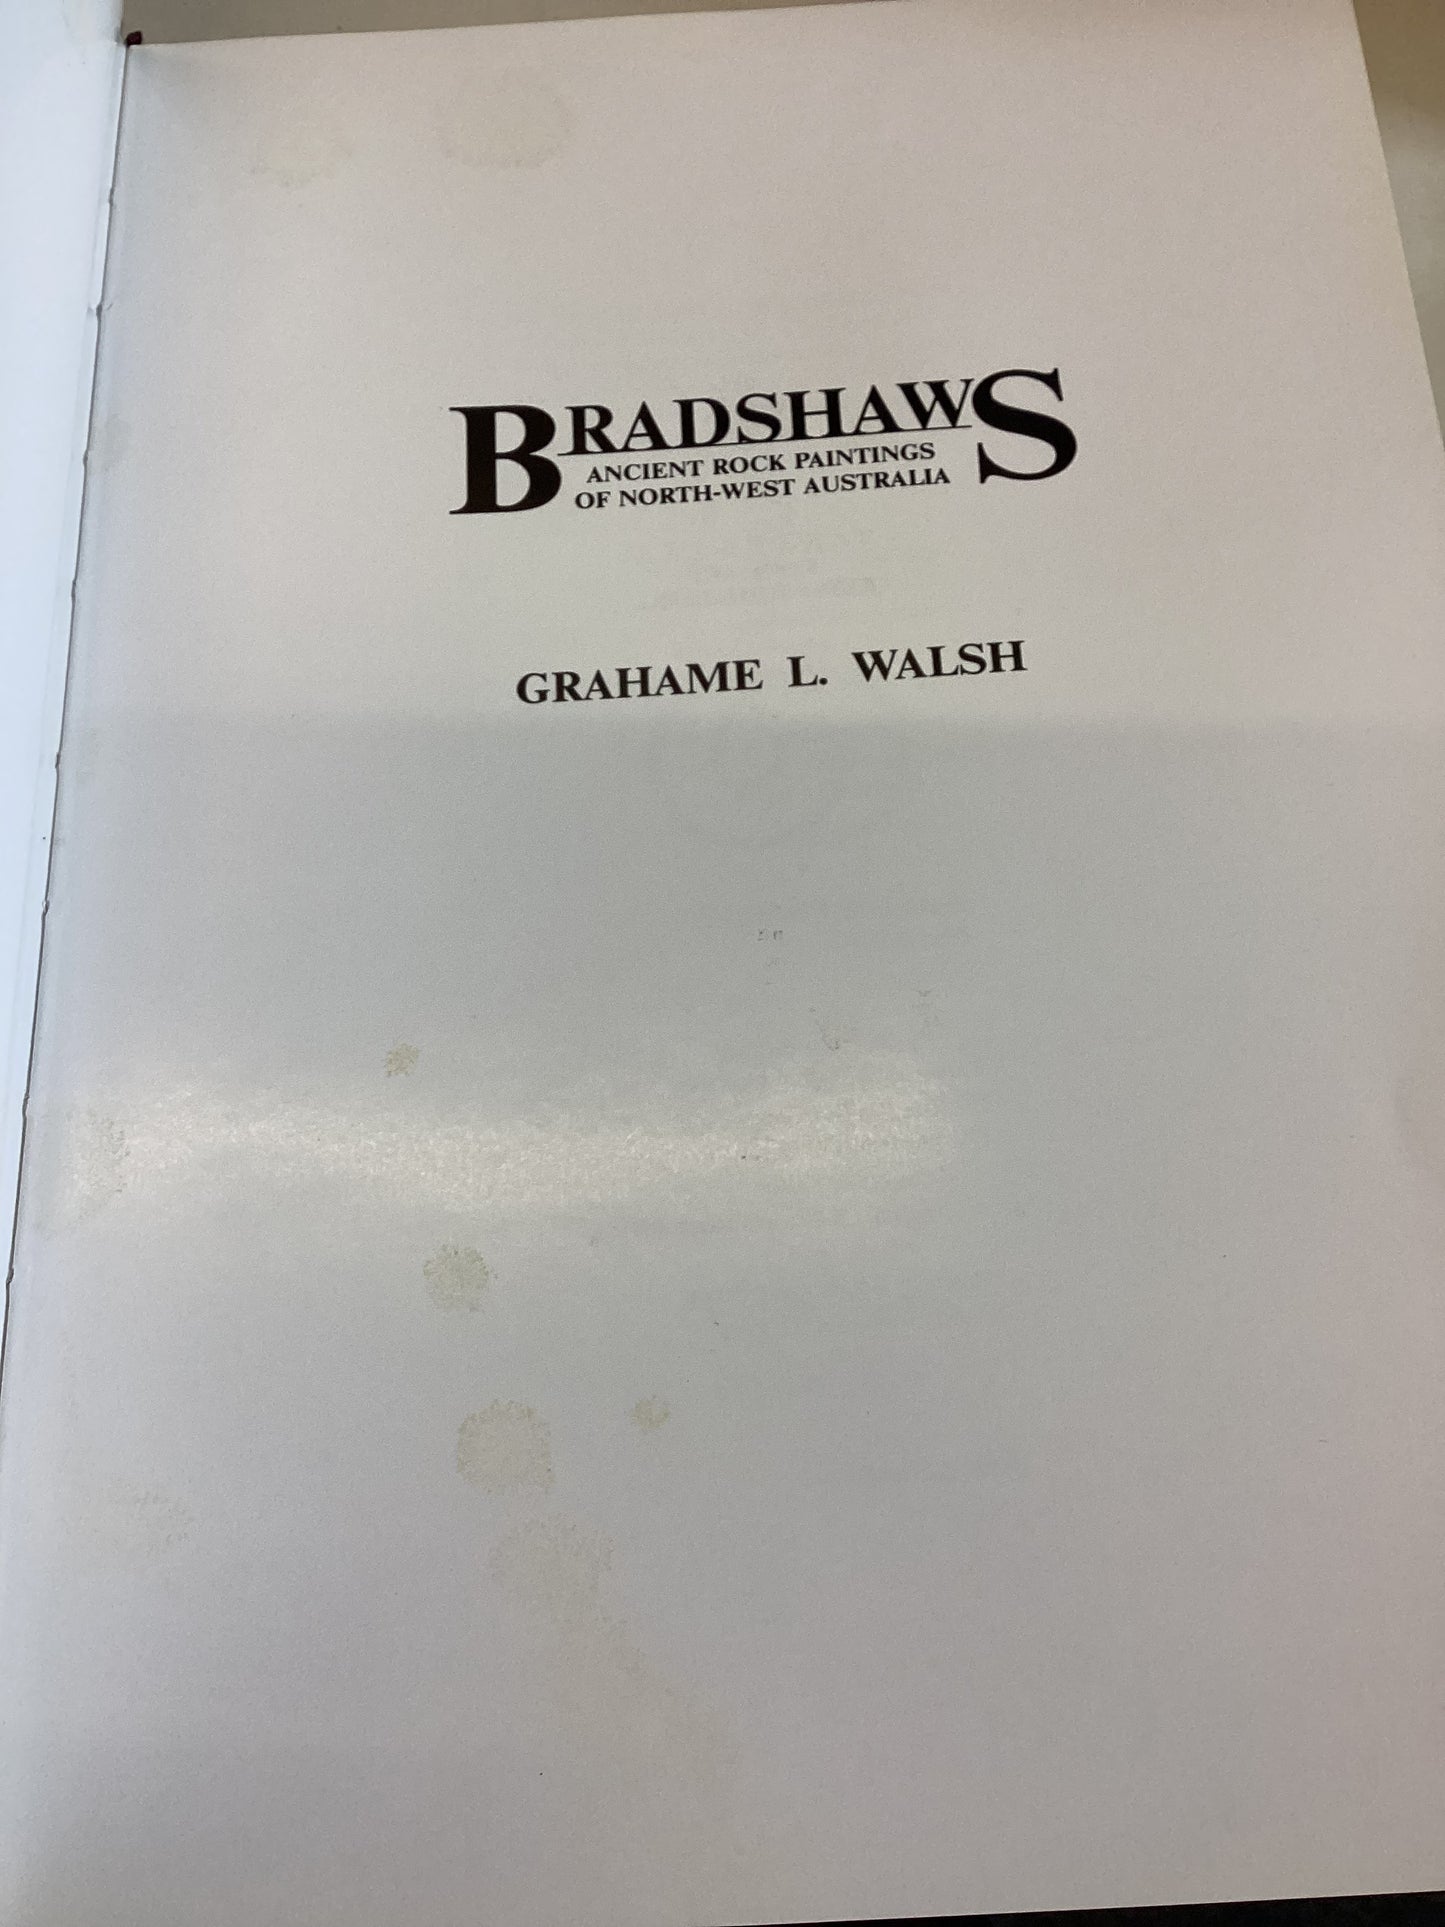 BRADSHAWS
ANCIENT ROCK PAINTINGS
OF NORTH-WEST AUSTRALIA
GRAHAME L. WALSH